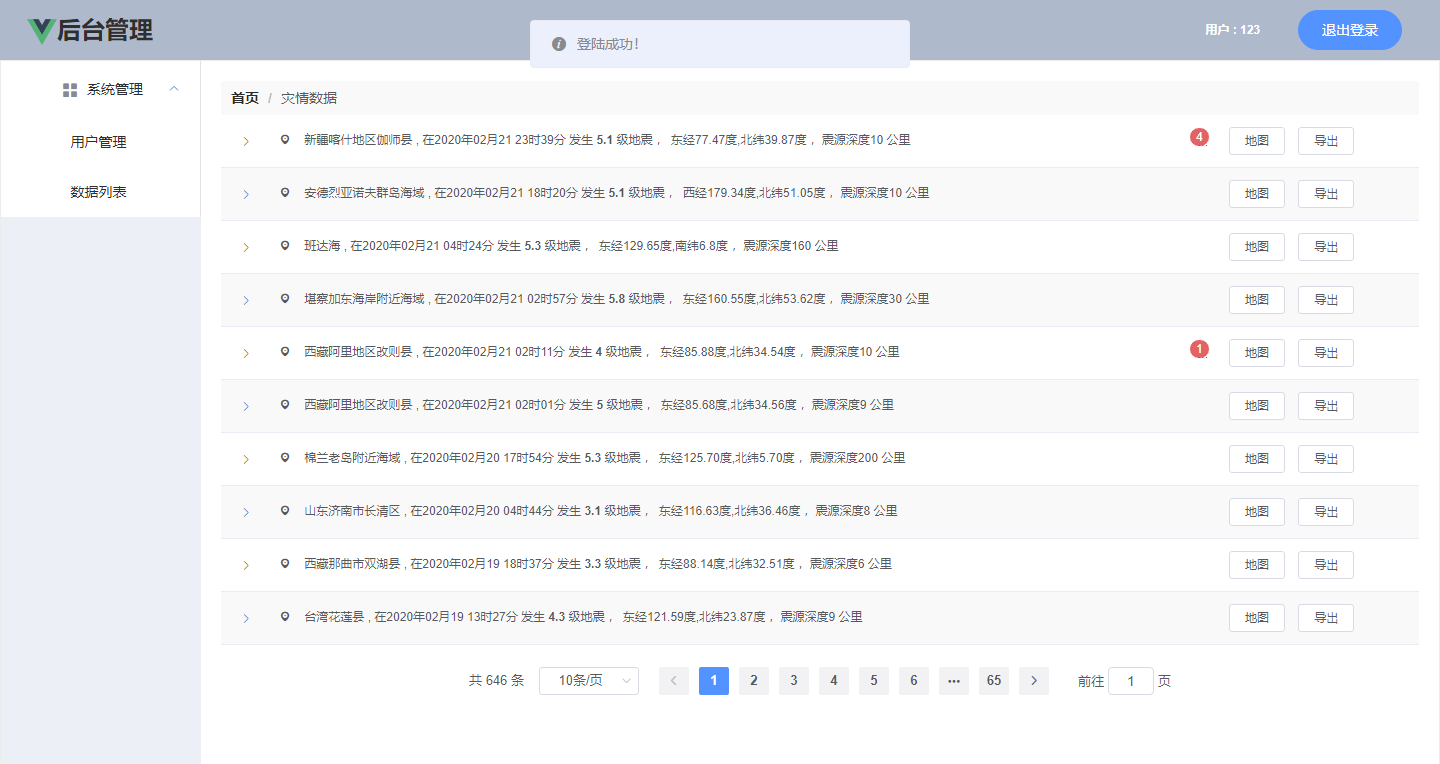 后台管理
登陆成功!
用户 : 123
退出登录
系统管理
用户管理
数据列表
首页 / 灾情数据
新疆喀什地区伽师县 , 在2020年02月21 23时39分 发生 5.1 级地震 ， 东经77.47度,北纬39.87度 ， 震源深度10 公里 4 地图 导出
安德烈亚诺夫群岛海域 , 在2020年02月21 18时20分 发生 5.1 级地震 ， 西经179.34度,北纬51.05度 ， 震源深度10 公里 地图 导出
班达海 , 在2020年02月21 04时24分 发生 5.3 级地震 ， 东经129.65度,南纬6.8度 ， 震源深度160 公里 地图 导出
堪察加东海岸附近海域 , 在2020年02月21 02时57分 发生 5.8 级地震 ， 东经160.55度,北纬53.62度 ， 震源深度30 公里 地图 导出
西藏阿里地区改则县 , 在2020年02月21 02时11分 发生 4 级地震 ， 东经85.88度,北纬34.54度 ， 震源深度10 公里 1 地图 导出
西藏阿里地区改则县 , 在2020年02月21 02时01分 发生 5 级地震 ， 东经85.68度,北纬34.56度 ， 震源深度9 公里 地图 导出
棉兰老岛附近海域 , 在2020年02月20 17时54分 发生 5.3 级地震 ， 东经125.70度,北纬5.70度 ， 震源深度200 公里 地图 导出
山东济南市长清区 , 在2020年02月20 04时44分 发生 3.1 级地震 ， 东经116.63度,北纬36.46度 ， 震源深度8 公里 地图 导出
西藏那曲市双湖县 , 在2020年02月19 18时37分 发生 3.3 级地震 ， 东经88.14度,北纬32.51度 ， 震源深度6 公里 地图 导出
台湾花莲县 , 在2020年02月19 13时27分 发生 4.3 级地震 ， 东经121.59度,北纬23.87度 ， 震源深度9 公里 地图 导出
共 646 条 10条/页 1 2 3 4 5 6 ••• 65 前往 1 页